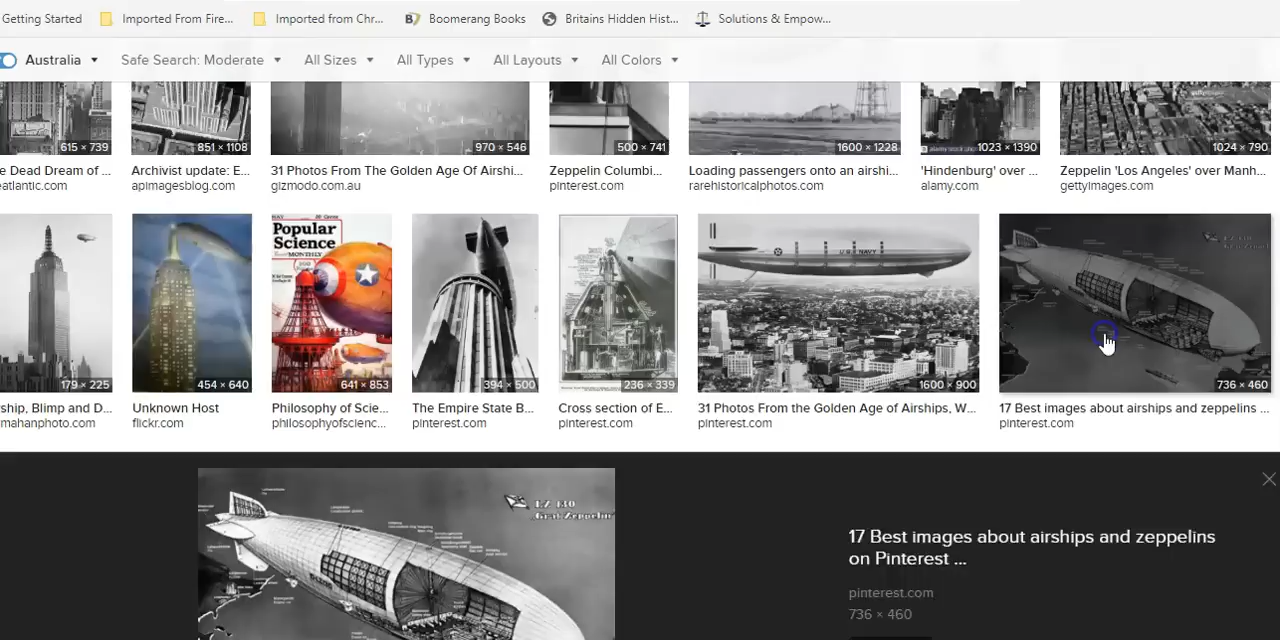 Getting Started Imported From Fire... Imported from Chr... Boomerang Books Britains Hidden Hist... Solutions & Empow...
Australia Safe Search: Moderate All Sizes All Types All Layouts All Colors
615 × 739 851 × 1108 970 × 546 500 × 741 1600 × 1228 1023 × 1390 1024 × 790
e Dead Dream of ... Archivist update: E... 31 Photos From The Golden Age Of Airshi... Zeppelin Columbi... Loading passengers onto an airshi... 'Hindenburg' over ... Zeppelin 'Los Angeles' over Manh...
eatlantic.com apimagesblog.com gizmodo.com.au pinterest.com rarehistoricalphotos.com alamy.com gettyimages.com
Popular
Science
MONTHLY
U.S. NAVY
179 × 225 454 × 640 641 × 853 394 × 500 236 × 339 1600 × 900 736 × 460
ship, Blimp and D... Unknown Host Philosophy of Scie... The Empire State B... Cross section of E... 31 Photos From the Golden Age of Airships, W... 17 Best images about airships and zeppelins ...
mahanphoto.com flickr.com philosophyofscienc... pinterest.com pinterest.com pinterest.com pinterest.com
LZ 130
Graf Zeppelin
17 Best images about airships and zeppelins
on Pinterest ...
pinterest.com
736 × 460